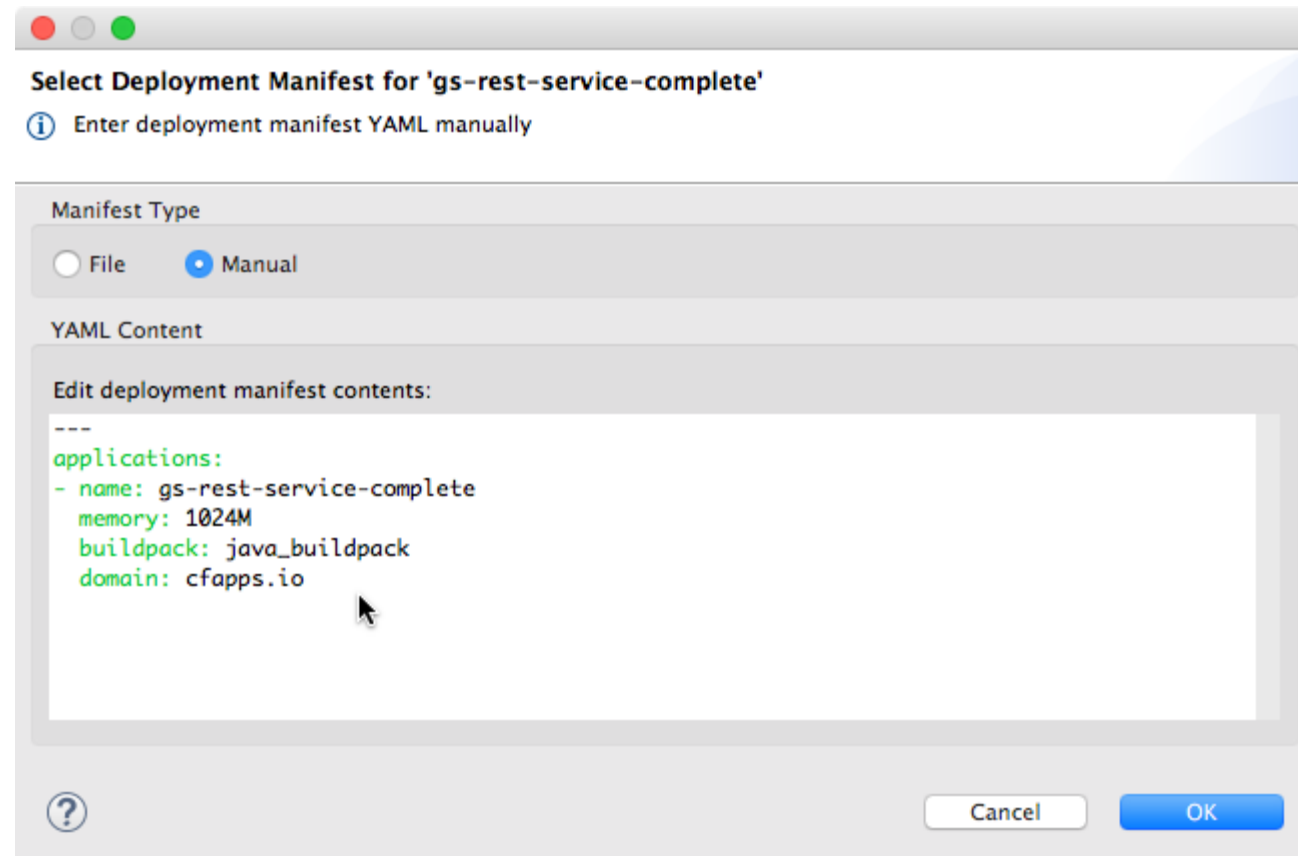 Select Deployment Manifest for 'gs-rest-service-complete'
Enter deployment manifest YAML manually
Manifest Type
File Manual
YAML Content
Edit deployment manifest contents:
---
applications:
- name: gs-rest-service-complete
  memory: 1024M
  buildpack: java_buildpack
  domain: cfapps.io
? Cancel OK